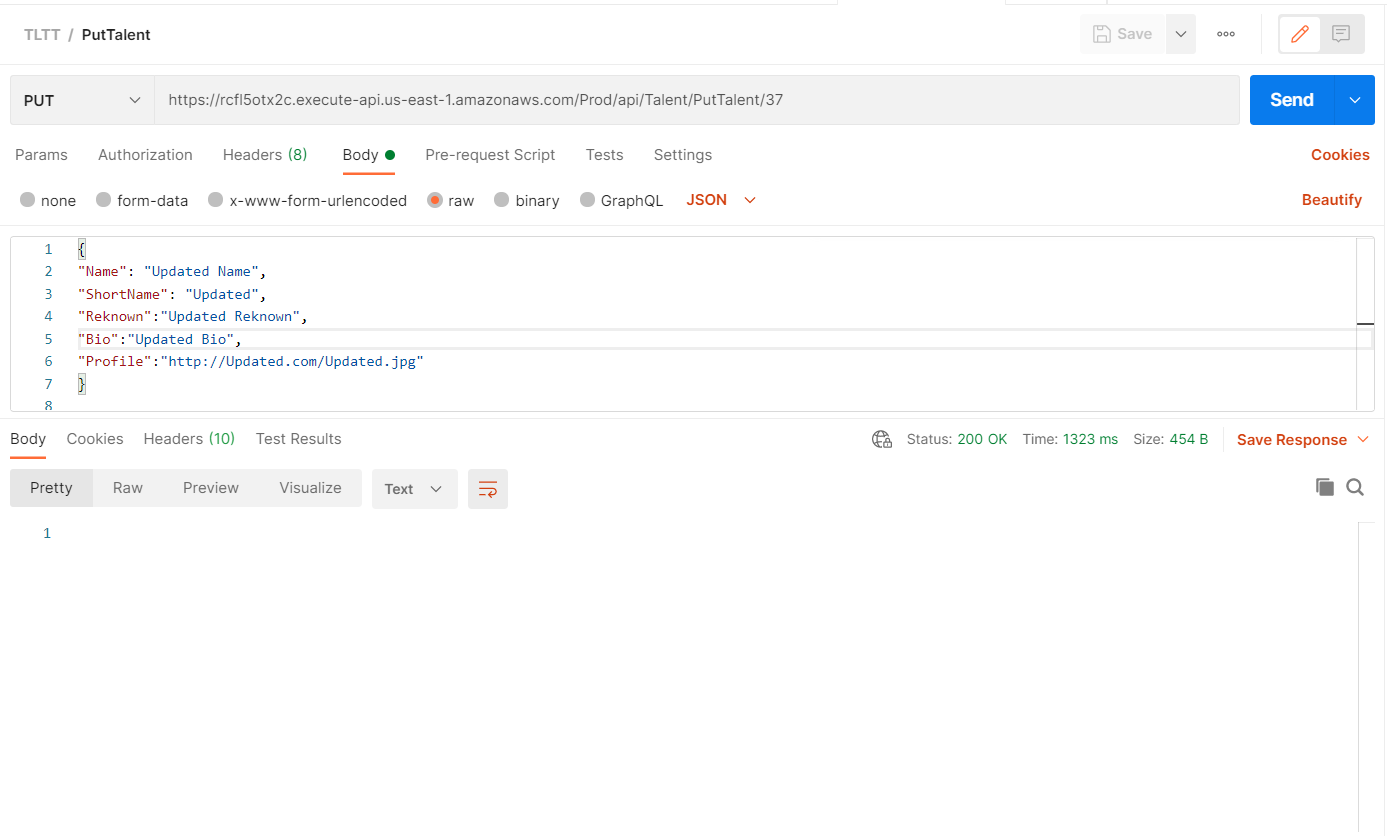 TLTT / PutTalent
Save
PUT
https://rcfl5otx2c.execute-api.us-east-1.amazonaws.com/Prod/api/Talent/PutTalent/37
Send
Params Authorization Headers (8) Body Pre-request Script Tests Settings Cookies
none form-data x-www-form-urlencoded raw binary GraphQL JSON Beautify
1 {
2 "Name": "Updated Name",
3 "ShortName": "Updated",
4 "Reknown":"Updated Reknown",
5 "Bio":"Updated Bio",
6 "Profile":"http://Updated.com/Updated.jpg"
7 }
8
Body Cookies Headers (10) Test Results Status: 200 OK Time: 1323 ms Size: 454 B Save Response
Pretty Raw Preview Visualize Text
1